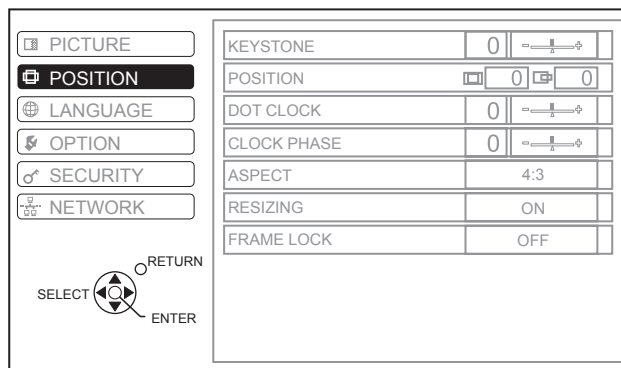 PICTURE
POSITION
LANGUAGE
OPTION
SECURITY
NETWORK
RETURN
SELECT
ENTER
KEYSTONE 0 - +
POSITION 0 0
DOT CLOCK 0 - +
CLOCK PHASE 0 - +
ASPECT 4:3
RESIZING ON
FRAME LOCK OFF